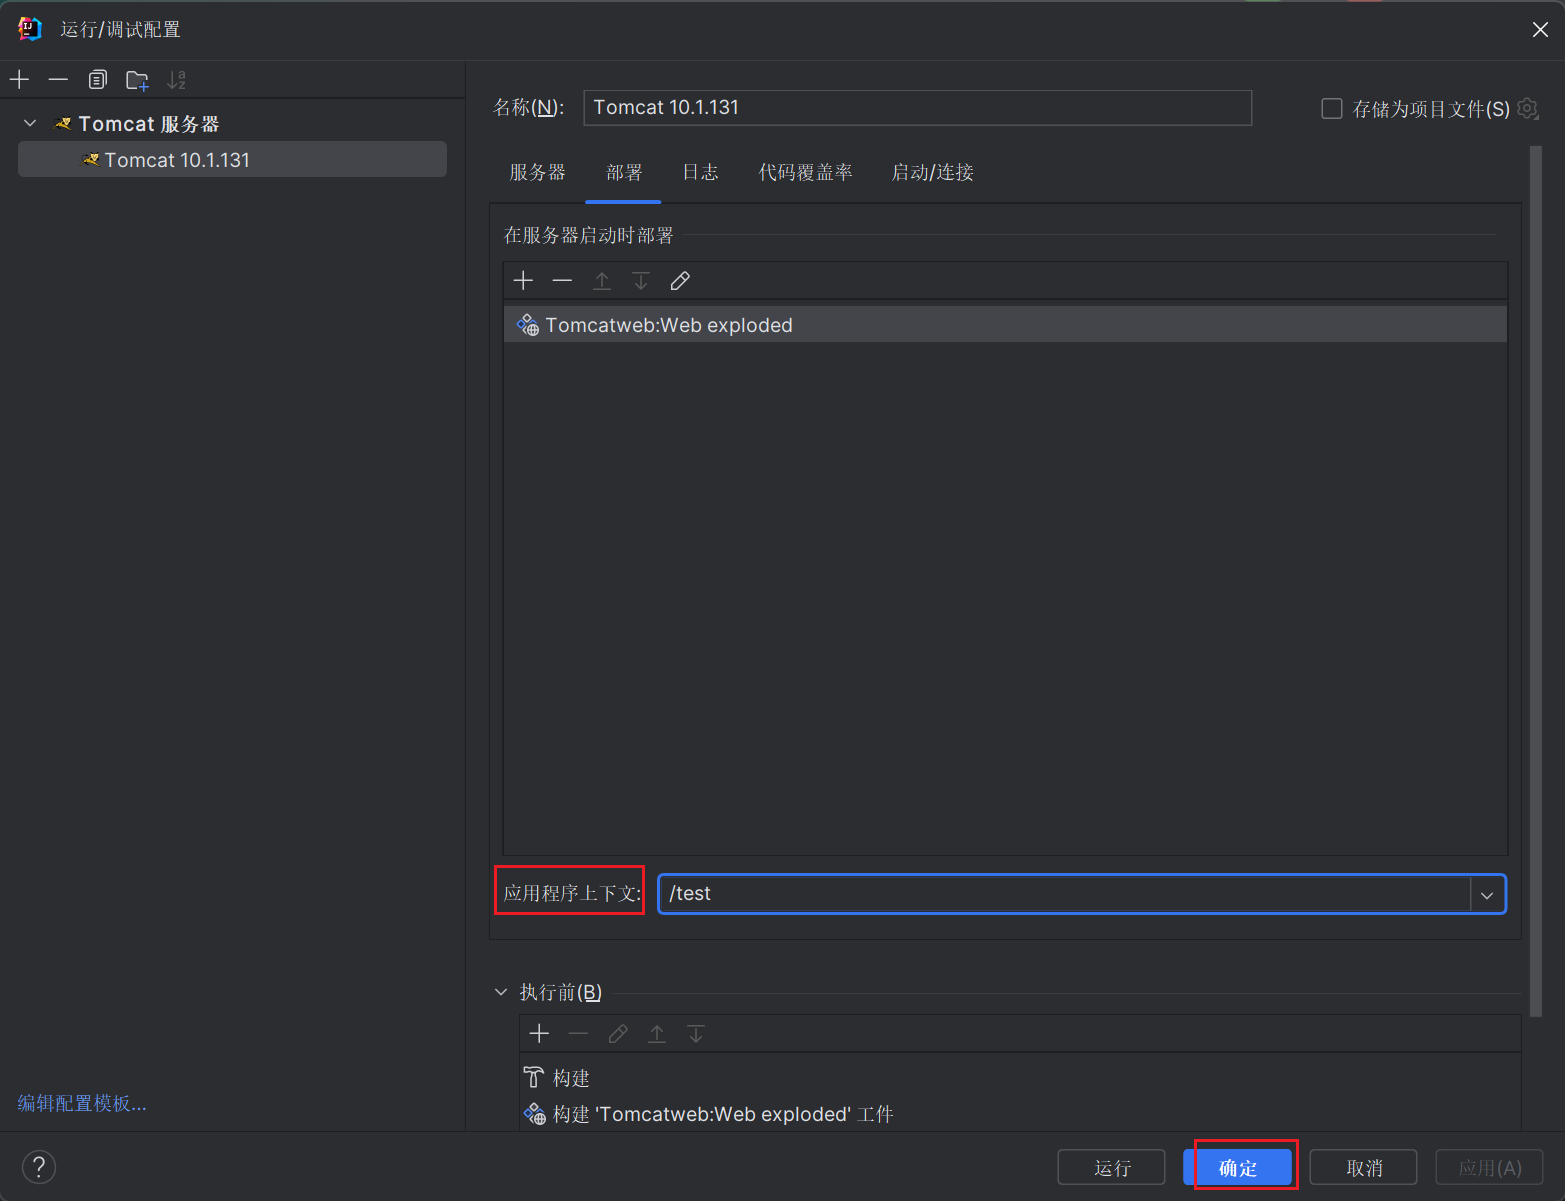 运行/调试配置
Tomcat 服务器
Tomcat 10.1.131
编辑配置模板...
名称(N):
Tomcat 10.1.131
存储为项目文件(S)
服务器 部署 日志 代码覆盖率 启动/连接
在服务器启动时部署
Tomcatweb:Web exploded
应用程序上下文:
/test
执行前(B)
构建
构建 'Tomcatweb:Web exploded' 工件
?
运行 确定 取消 应用(A)